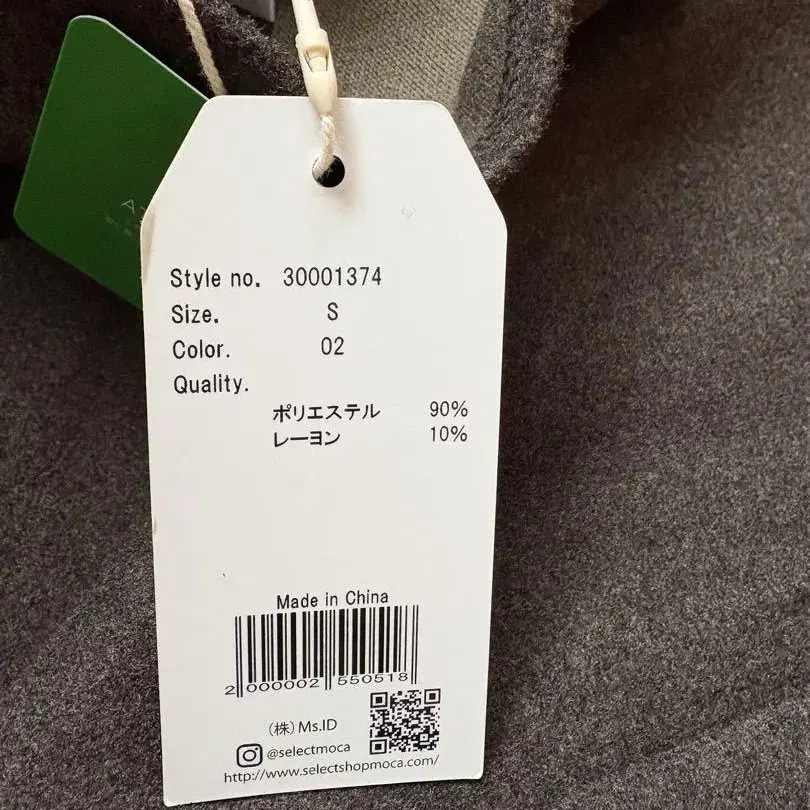 Style no. 30001374
Size. S
Color. 02
Quality.
ポリエステル 90%
レーヨン 10%
Made in China
2 000002 550518
(株)Ms.ID
@selectmoca
http://www.selectshopmoca.com/